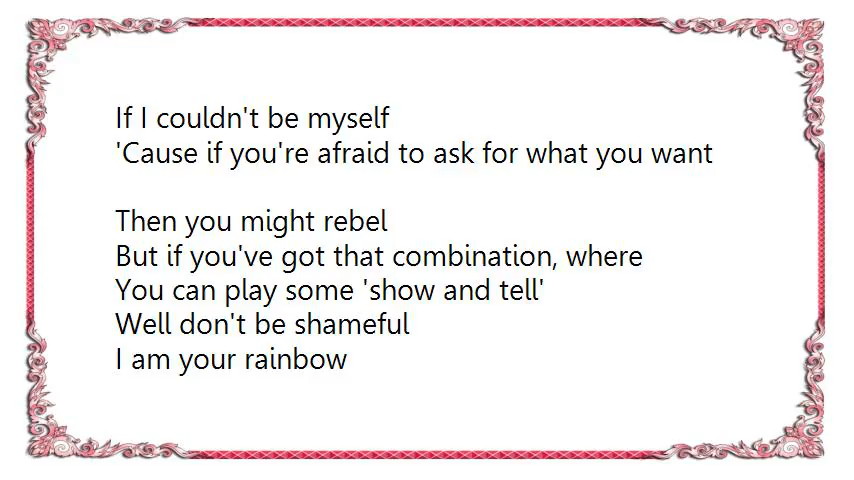 If I couldn't be myself
'Cause if you're afraid to ask for what you want
Then you might rebel
But if you've got that combination, where
You can play some 'show and tell'
Well don't be shameful
I am your rainbow